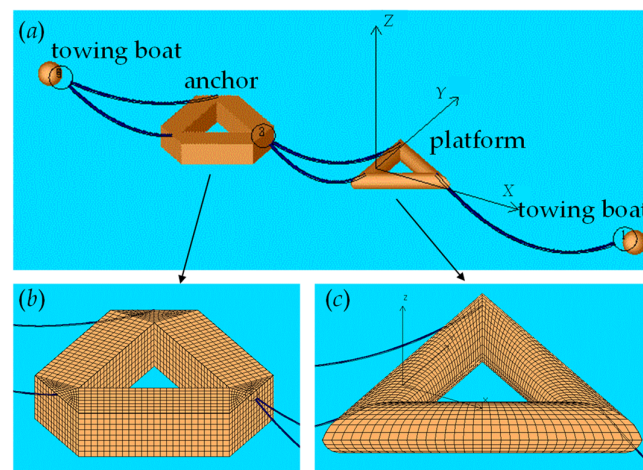 (a)
towing boat
anchor
Z
Y
platform
X
towing boat
(b)
(c)
z